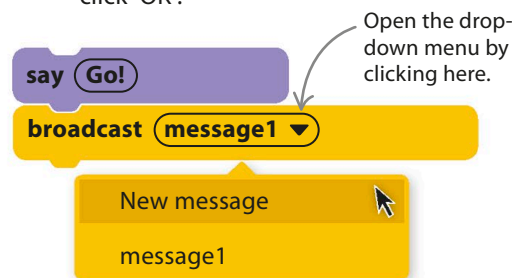 click ‘OK’.
Open the drop-
down menu by
clicking here.
say Go!
broadcast message1
New message
message1